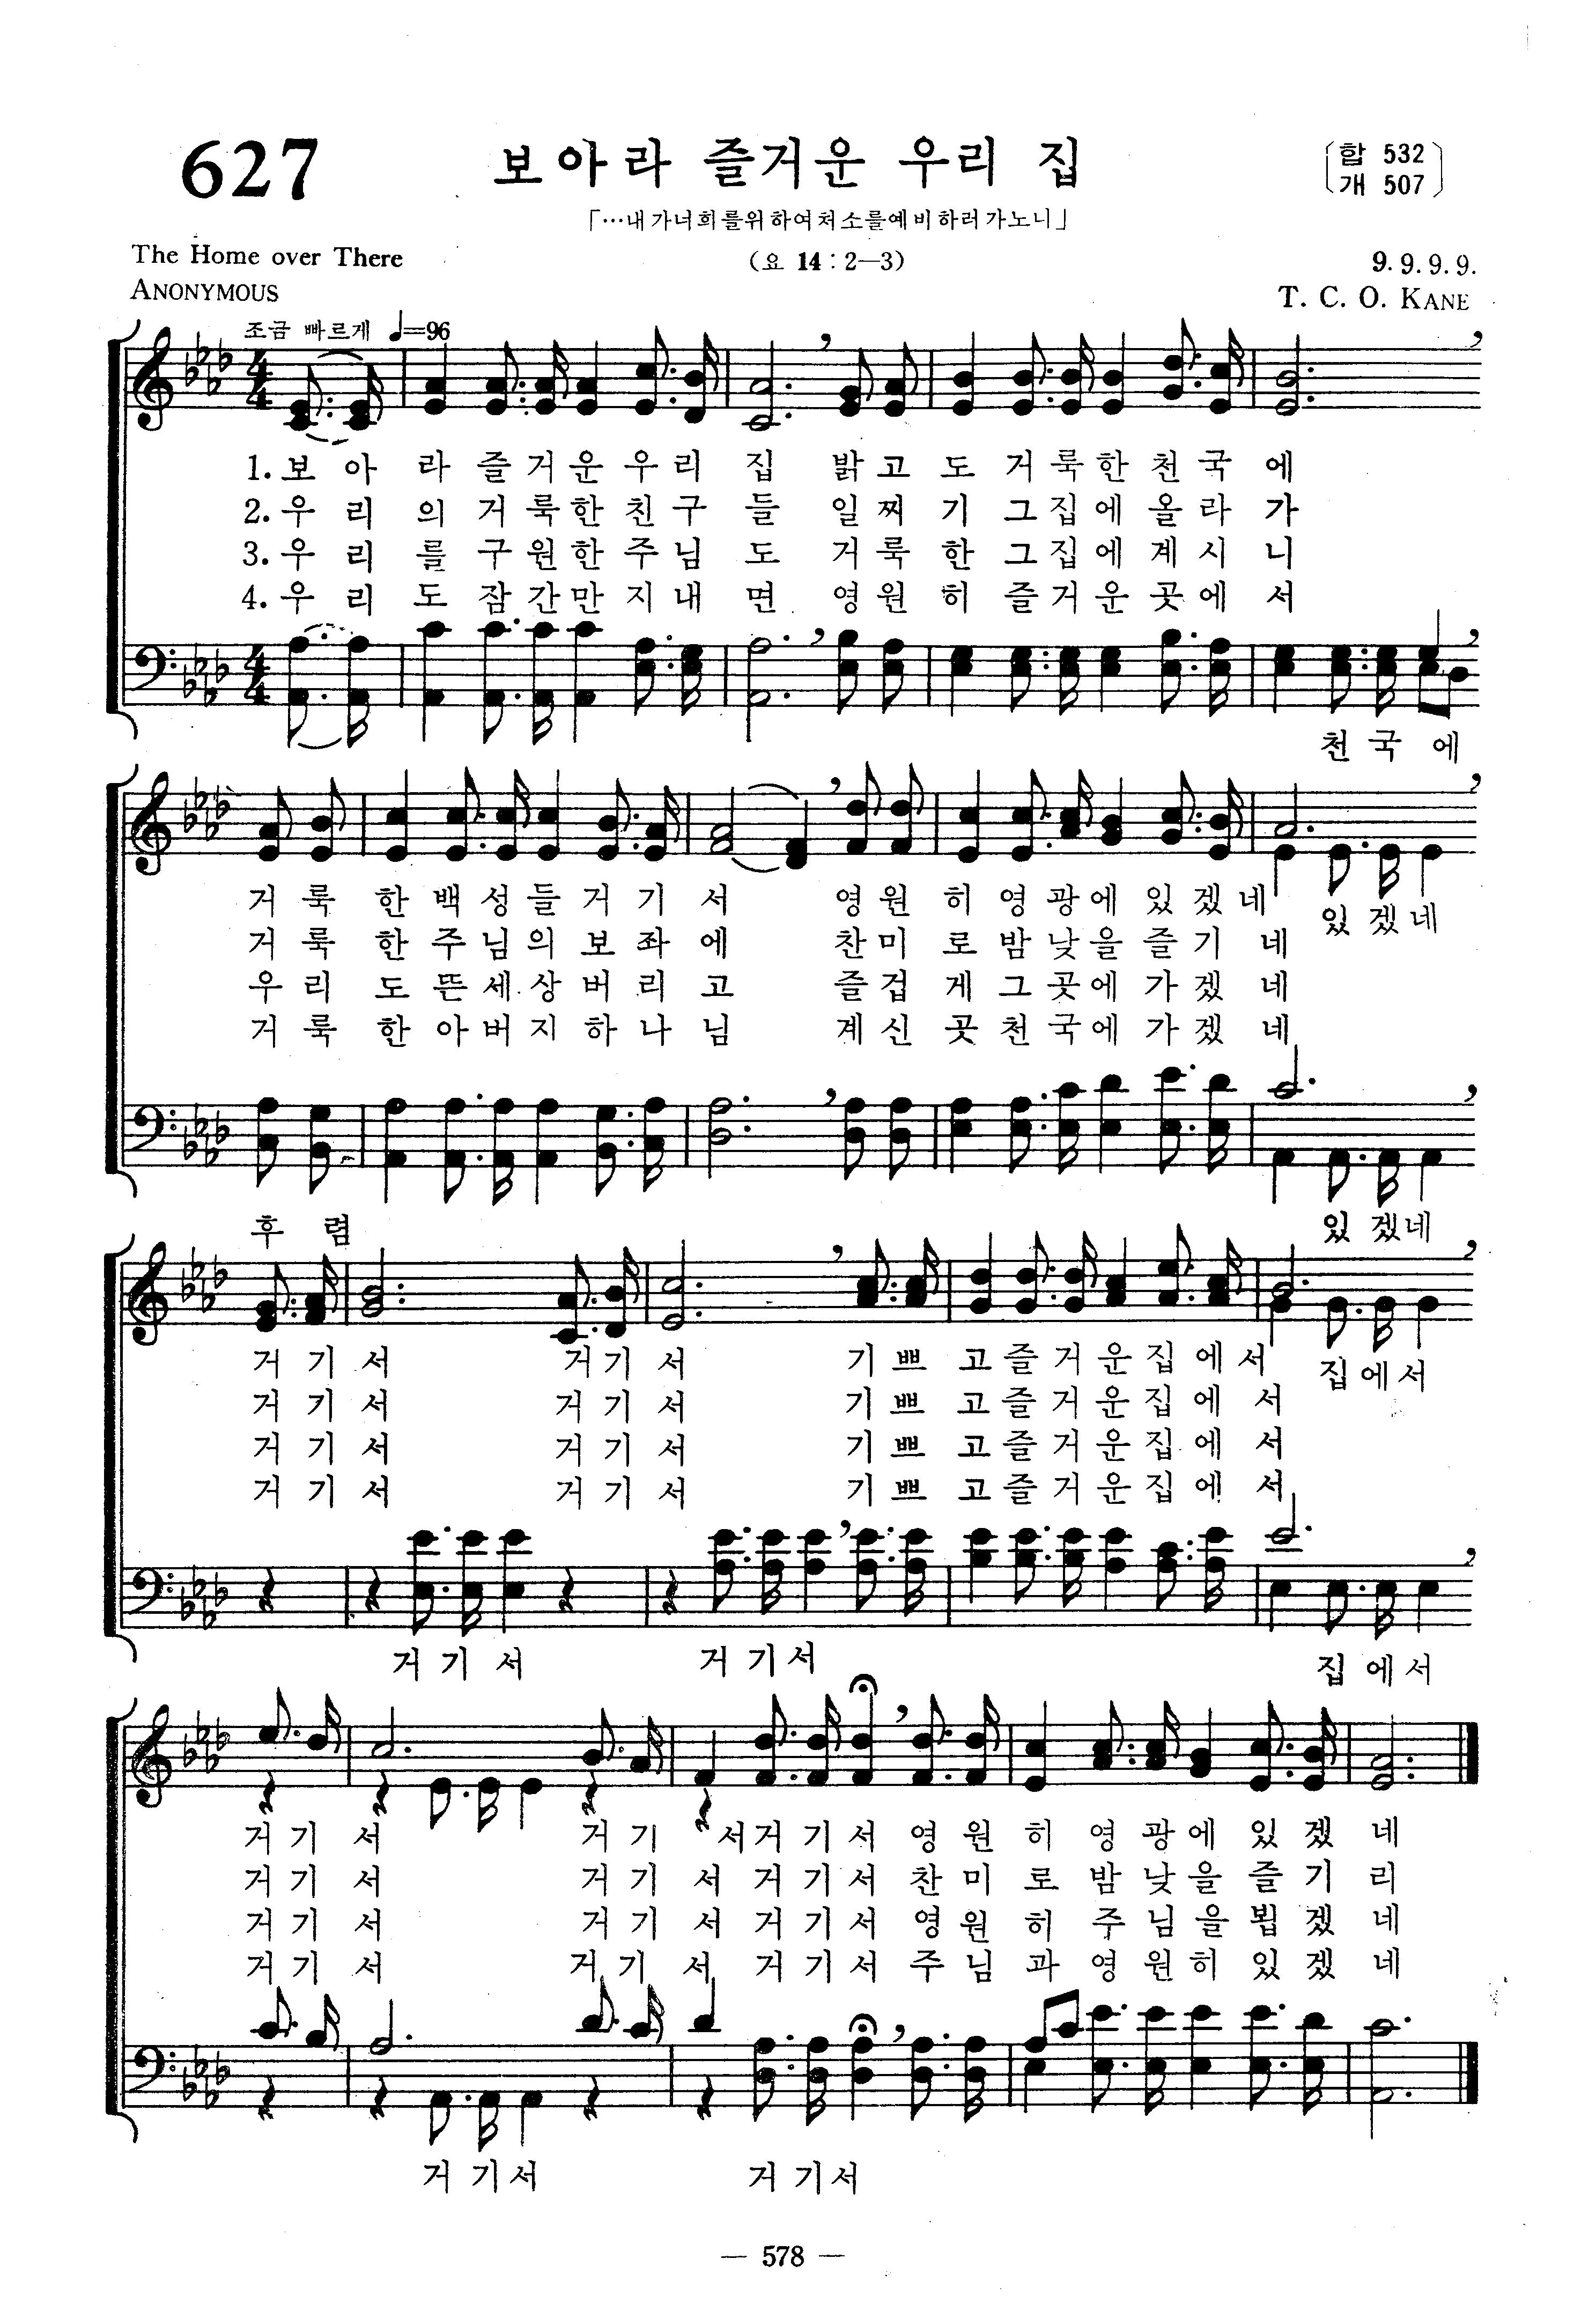 627
보아라 즐거운 우리 집
〔합 532
개 507〕
「…내가너희를위하여처소를예비하러가노니」
The Home over There
(요 14 : 2—3)
9. 9. 9. 9.
ANONYMOUS
T. C. O. KANE
조금 빠르게 ♩=96
1. 보 아 라 즐 거 운 우 리 집 밝 고 도 거 룩 한 천 국 에
2. 우 리 의 거 룩 한 친 구 들 일 찌 기 그 집 에 올 라 가
3. 우 리 를 구 원 한 주 님 도 거 룩 한 그 집 에 계 시 니
4. 우 리 도 잠 간 만 지 내 면 영 원 히 즐 거 운 곳 에 서
천 국 에
거 룩 한 백 성 들 거 기 서 영 원 히 영 광 에 있 겠 네 있 겠 네
거 룩 한 주 님 의 보 좌 에 찬 미 로 밤 낮 을 즐 기 네
우 리 도 뜬 세 상 버 리 고 즐 겁 게 그 곳 에 가 겠 네
거 룩 한 아 버 지 하 나 님 계 신 곳 천 국 에 가 겠 네
후 렴
있 겠 네
거 기 서 거 기 서 기 쁘 고 즐 거 운 집 에 서 집 에 서
거 기 서 거 기 서 기 쁘 고 즐 거 운 집 에 서
거 기 서 거 기 서 기 쁘 고 즐 거 운 집 에 서
거 기 서 거 기 서 기 쁘 고 즐 거 운 집 에 서
거 기 서 거 기 서 집 에 서
거 기 서 거 기 서 거 기 서 영 원 히 영 광 에 있 겠 네
거 기 서 거 기 서 거 기 서 찬 미 로 밤 낮 을 즐 기 리
거 기 서 거 기 서 거 기 서 영 원 히 주 님 을 뵙 겠 네
거 기 서 거 기 서 거 기 서 주 님 과 영 원 히 있 겠 네
거 기 서 거 기 서
— 578 —